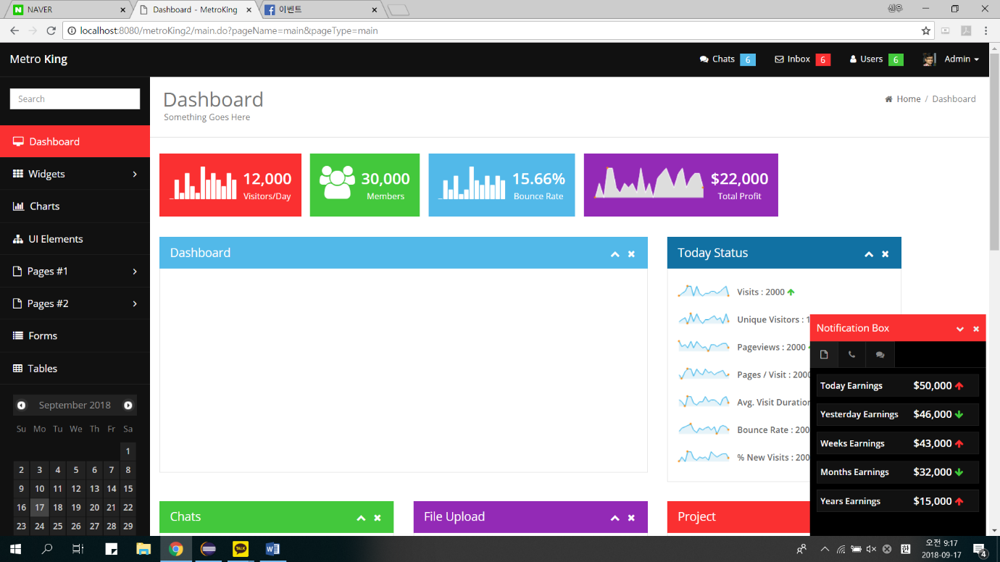 NAVER
Dashboard - MetroKing
이벤트
신우
localhost:8080/metroKing2/main.do?pageName=main&pageType=main
Metro King
Chats 6
Inbox 6
Users 6
Admin
Search
Dashboard
Widgets
Charts
UI Elements
Pages #1
Pages #2
Forms
Tables
September 2018
Su Mo Tu We Th Fr Sa
1
2 3 4 5 6 7 8
9 10 11 12 13 14 15
16 17 18 19 20 21 22
23 24 25 26 27 28 29
Dashboard
Something Goes Here
Home / Dashboard
12,000
Visitors/Day
30,000
Members
15.66%
Bounce Rate
$22,000
Total Profit
Dashboard
Today Status
Visits : 2000
Unique Visitors : 1
Pageviews : 2000
Pages / Visit : 2000
Avg. Visit Duration
Bounce Rate : 200
% New Visits : 200
Notification Box
Today Earnings $50,000
Yesterday Earnings $46,000
Weeks Earnings $43,000
Months Earnings $32,000
Years Earnings $15,000
Chats
File Upload
Project
TALK
한
오전 9:17
2018-09-17
4